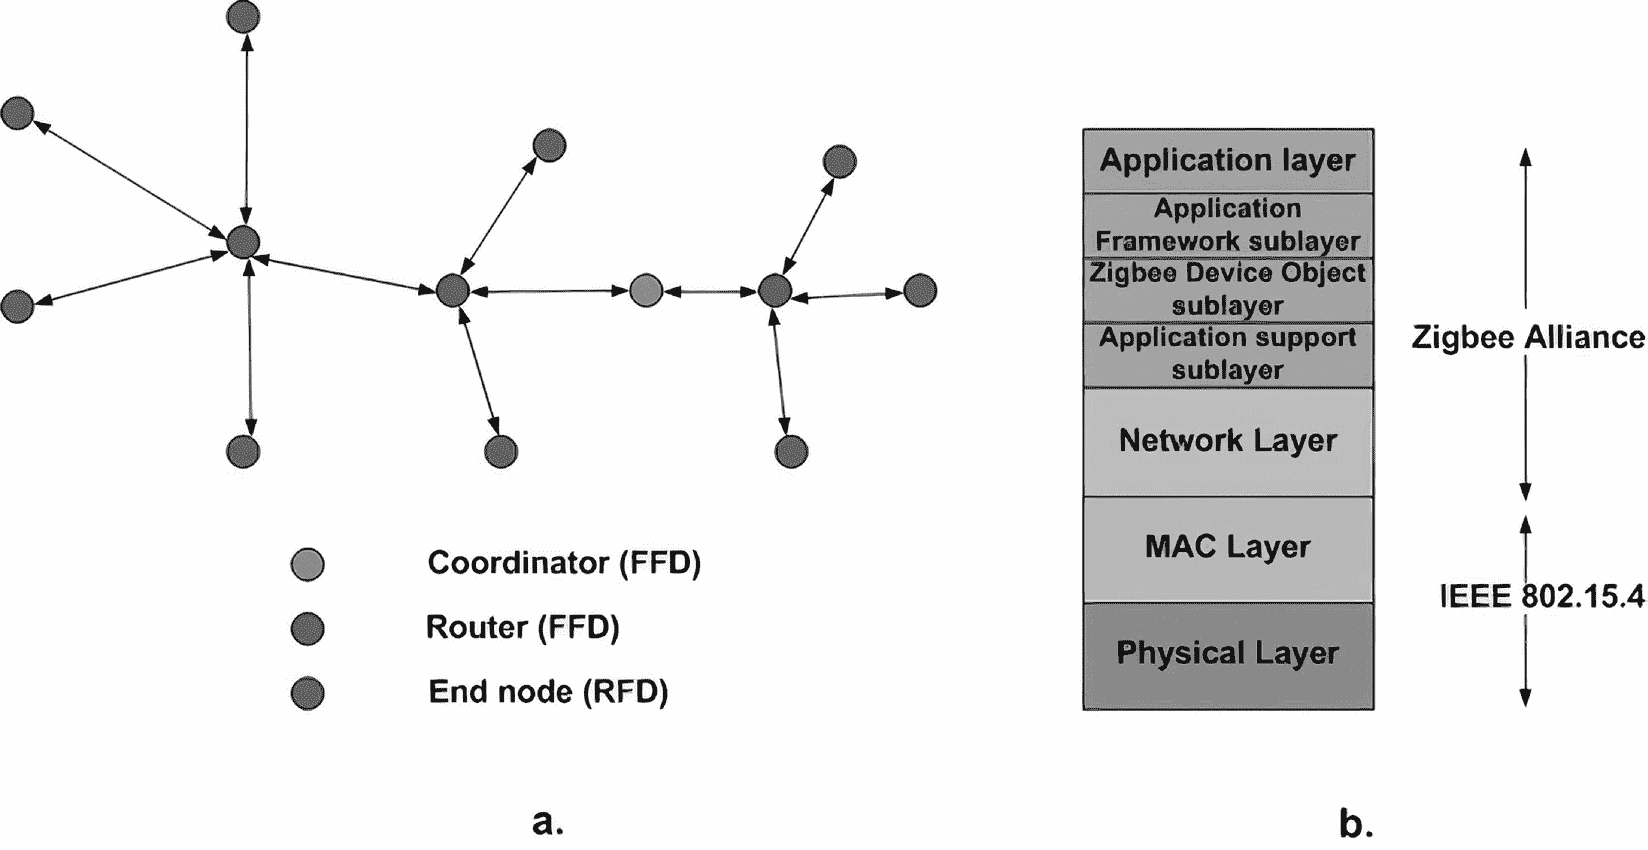 Coordinator (FFD)
Router (FFD)
End node (RFD)
a.
Application layer
Application
Framework sublayer
Zigbee Device Object
sublayer
Application support
sublayer
Network Layer
MAC Layer
Physical Layer
Zigbee Alliance
IEEE 802.15.4
b.